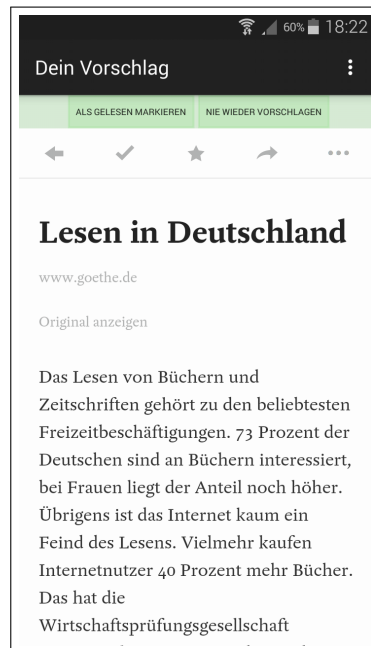 60% 18:22
Dein Vorschlag
ALS GELESEN MARKIEREN NIE WIEDER VORSCHLAGEN
Lesen in Deutschland
www.goethe.de
Original anzeigen
Das Lesen von Büchern und
Zeitschriften gehört zu den beliebtesten
Freizeitbeschäftigungen. 73 Prozent der
Deutschen sind an Büchern interessiert,
bei Frauen liegt der Anteil noch höher.
Übrigens ist das Internet kaum ein
Feind des Lesens. Vielmehr kaufen
Internetnutzer 40 Prozent mehr Bücher.
Das hat die
Wirtschaftsprüfungsgesellschaft